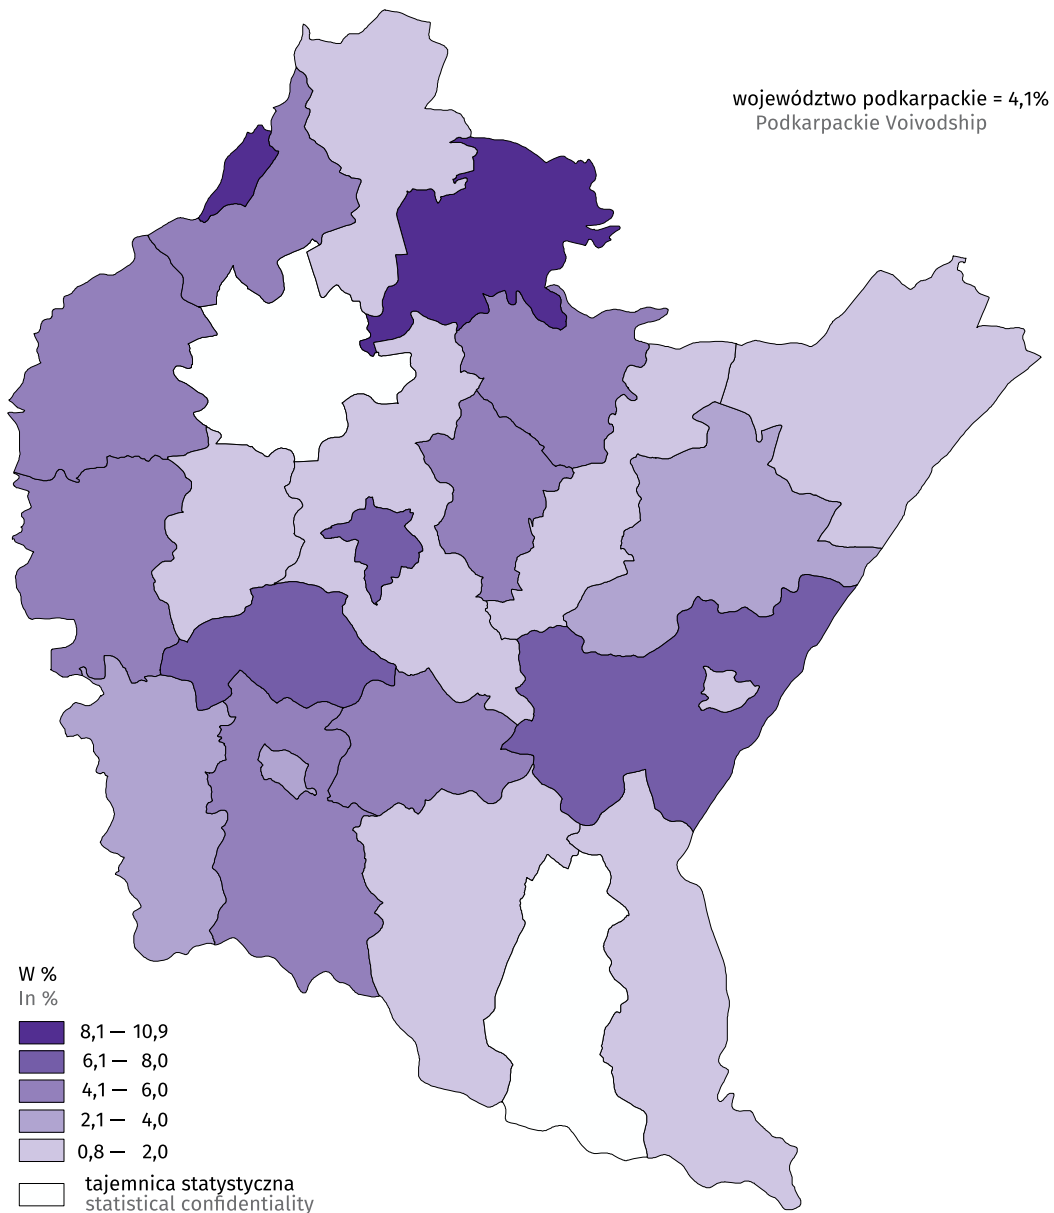 województwo podkarpackie = 4,1%
Podkarpackie Voivodship
W %
In %
8,1 — 10,9
6,1 — 8,0
4,1 — 6,0
2,1 — 4,0
0,8 — 2,0
tajemnica statystyczna
statistical confidentiality